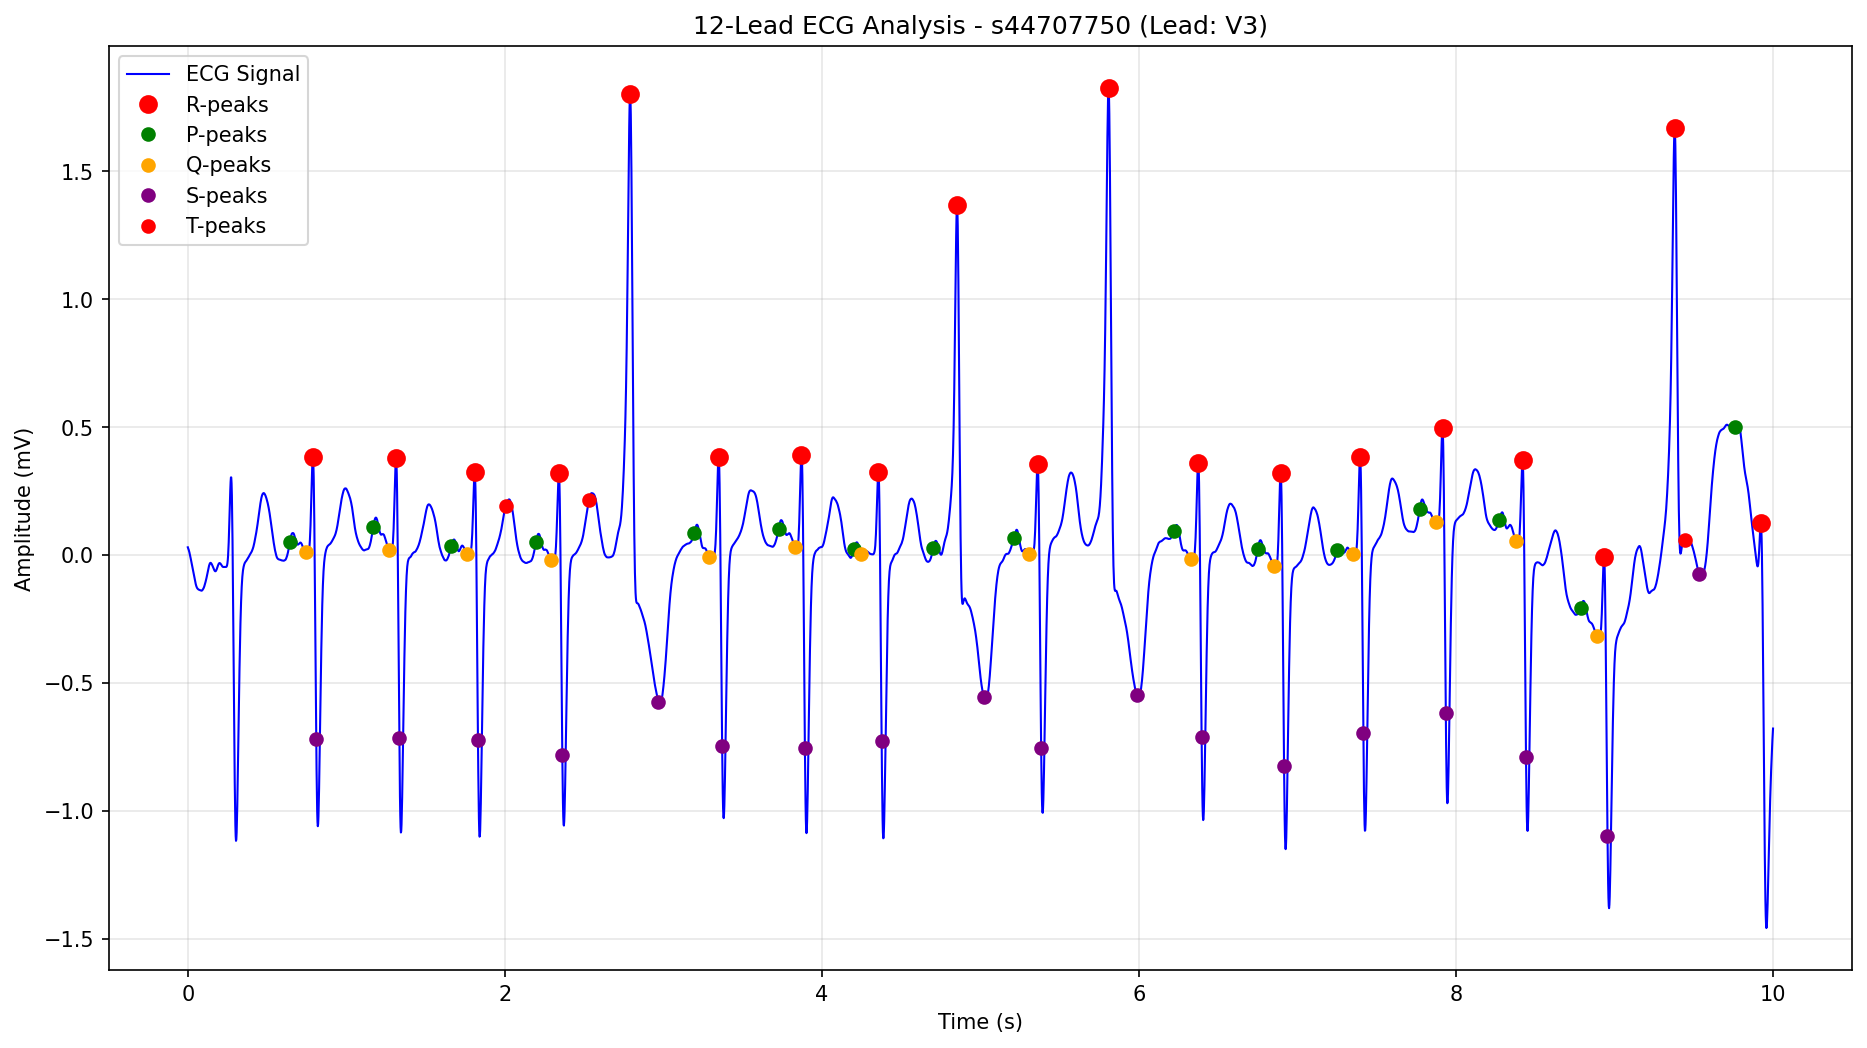 12-Lead ECG Analysis - s44707750 (Lead: V3)
ECG Signal
R-peaks
P-peaks
Q-peaks
S-peaks
T-peaks
Amplitude (mV)
1.5
1.0
0.5
0.0
−0.5
−1.0
−1.5
0 2 4 6 8 10
Time (s)